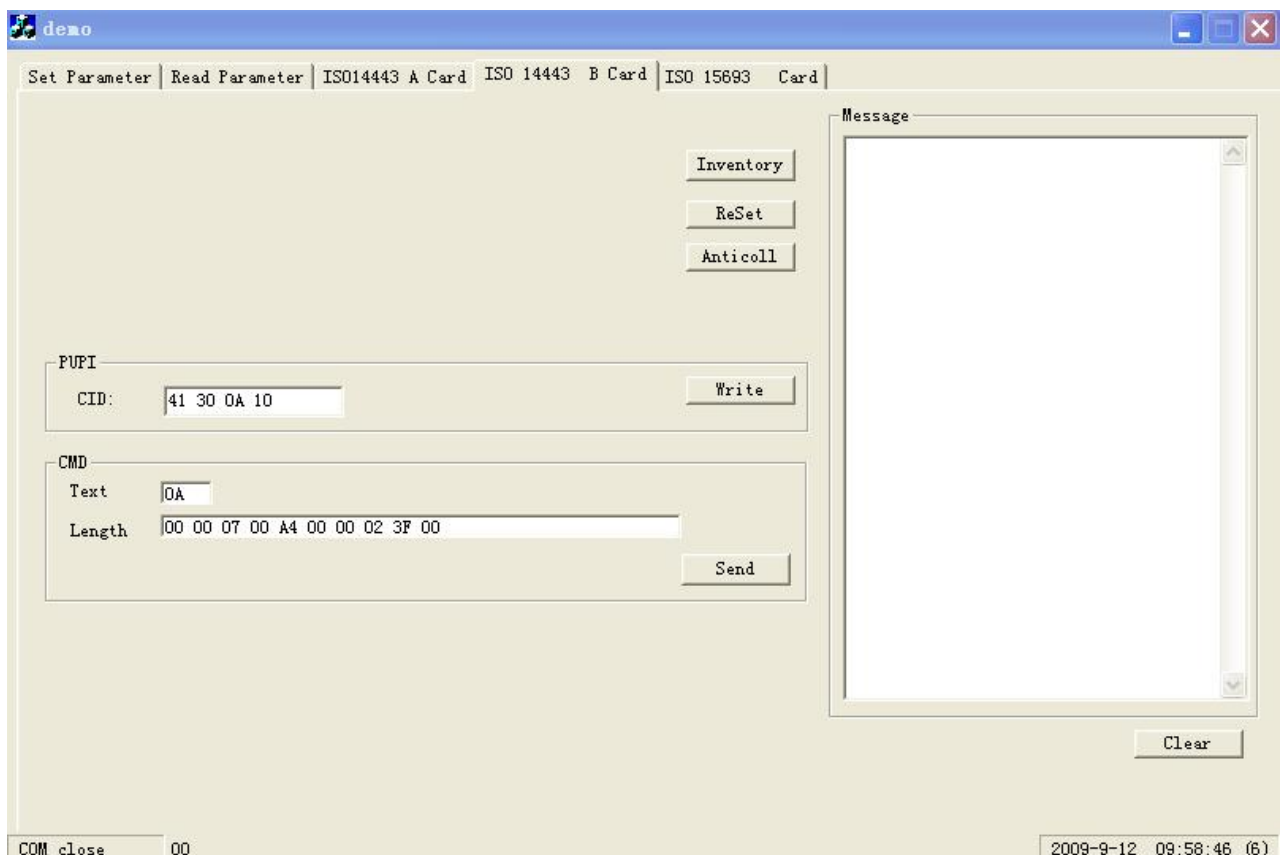 demo
Set Parameter Read Parameter ISO14443 A Card ISO 14443 B Card ISO 15693 Card
Message
Inventory
ReSet
Anticoll
PUPI
CID: 41 30 0A 10
Write
CMD
Text 0A
Length 00 00 07 00 A4 00 00 02 3F 00
Send
Clear
COM close 00 2009-9-12 09:58:46 (6)